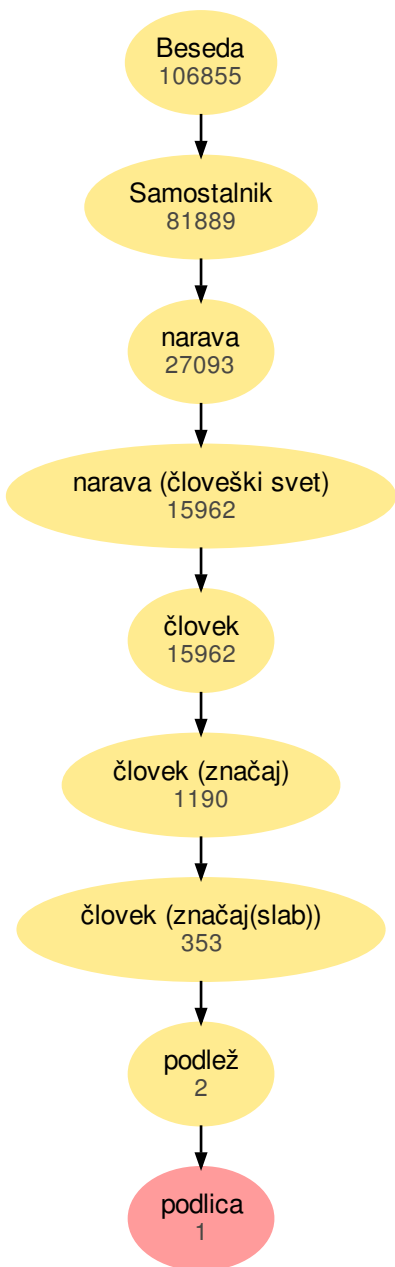 Beseda
106855
Samostalnik
81889
narava
27093
narava (človeški svet)
15962
človek
15962
človek (značaj)
1190
človek (značaj(slab))
353
podlež
2
podlica
1